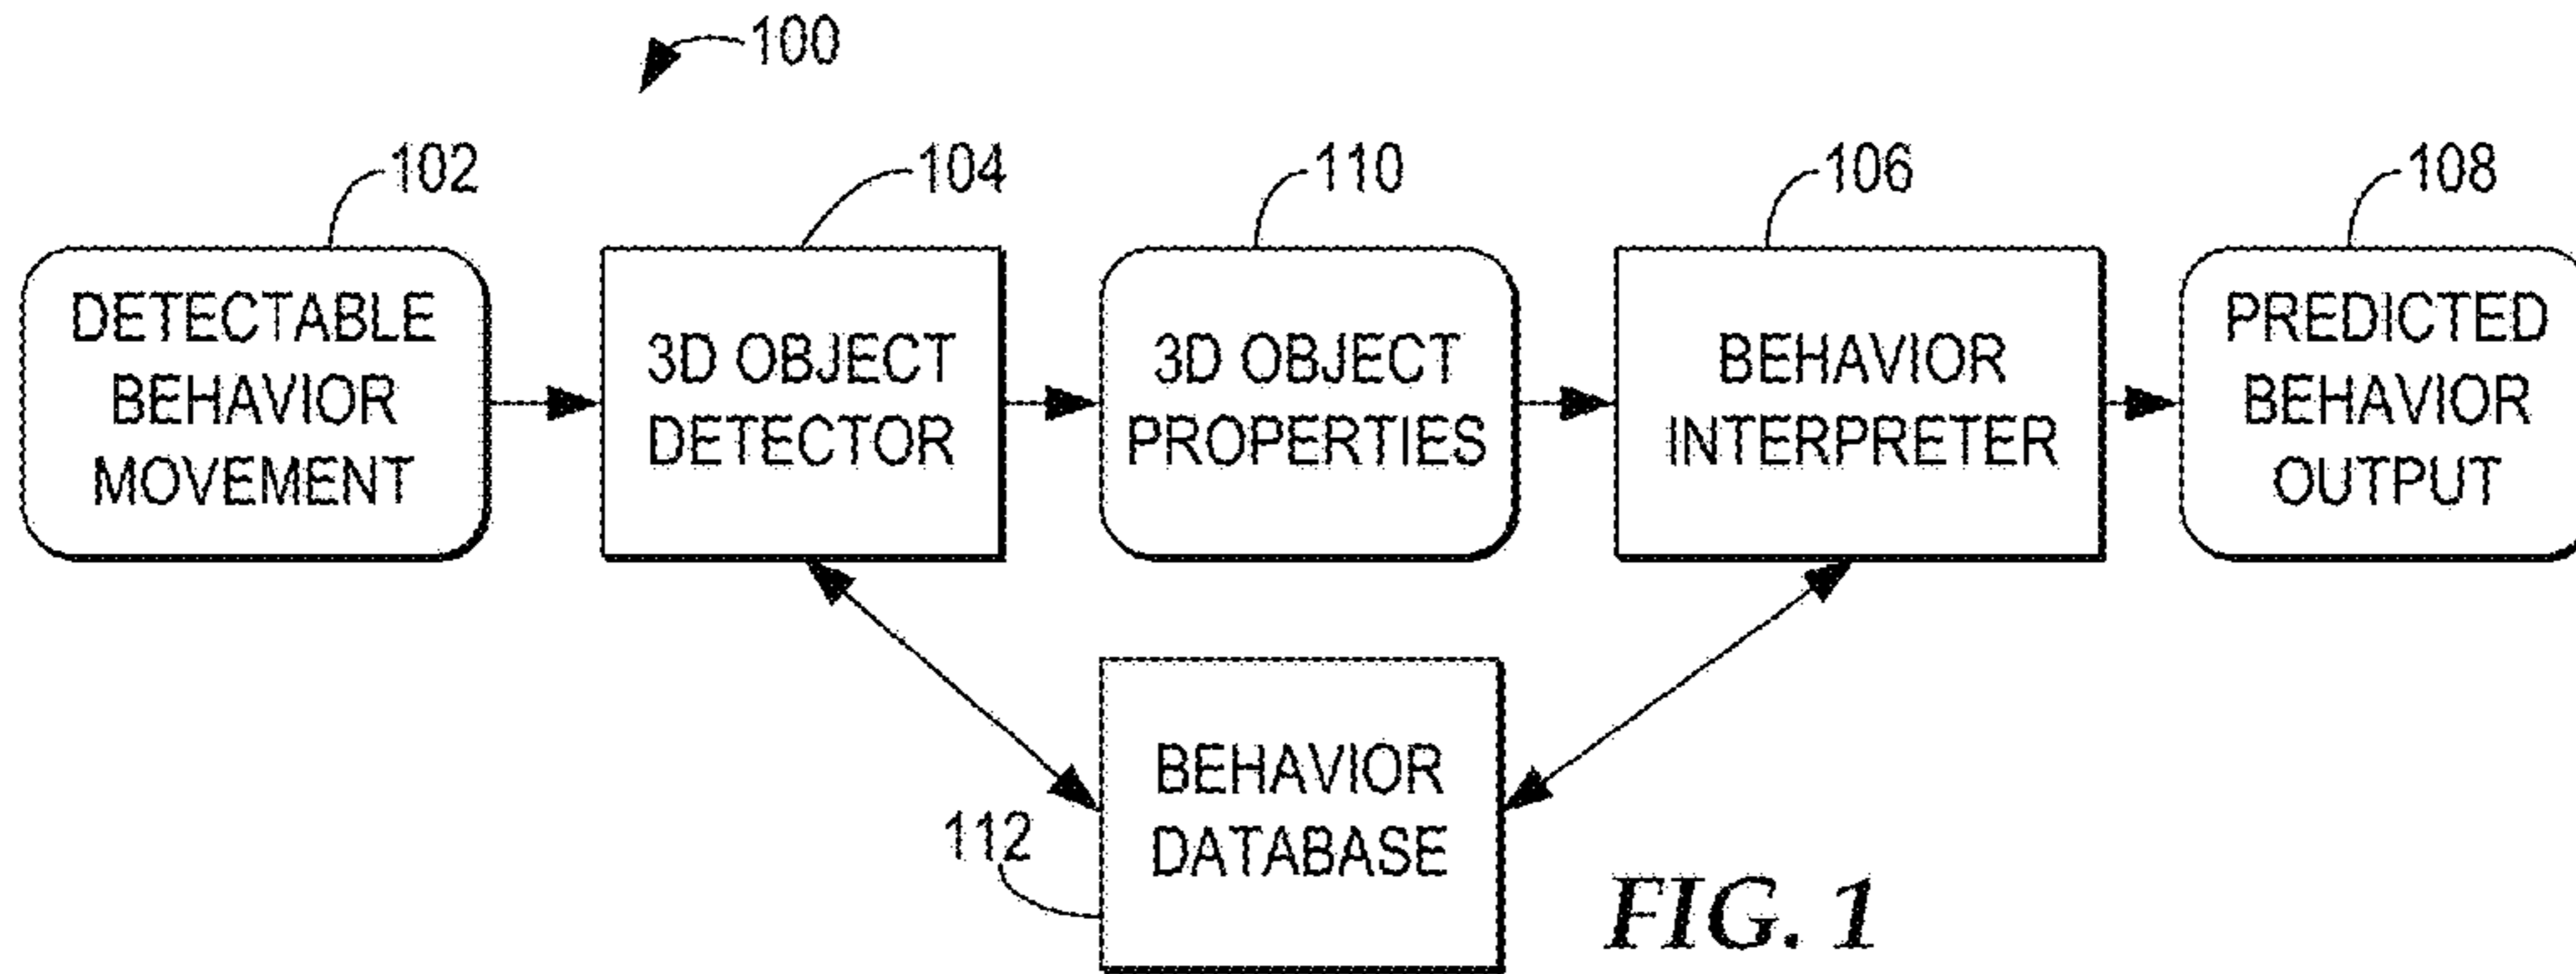 100
102
104
110
106
108
DETECTABLE
BEHAVIOR
MOVEMENT
3D OBJECT
DETECTOR
3D OBJECT
PROPERTIES
BEHAVIOR
INTERPRETER
PREDICTED
BEHAVIOR
OUTPUT
112
BEHAVIOR
DATABASE
FIG. 1